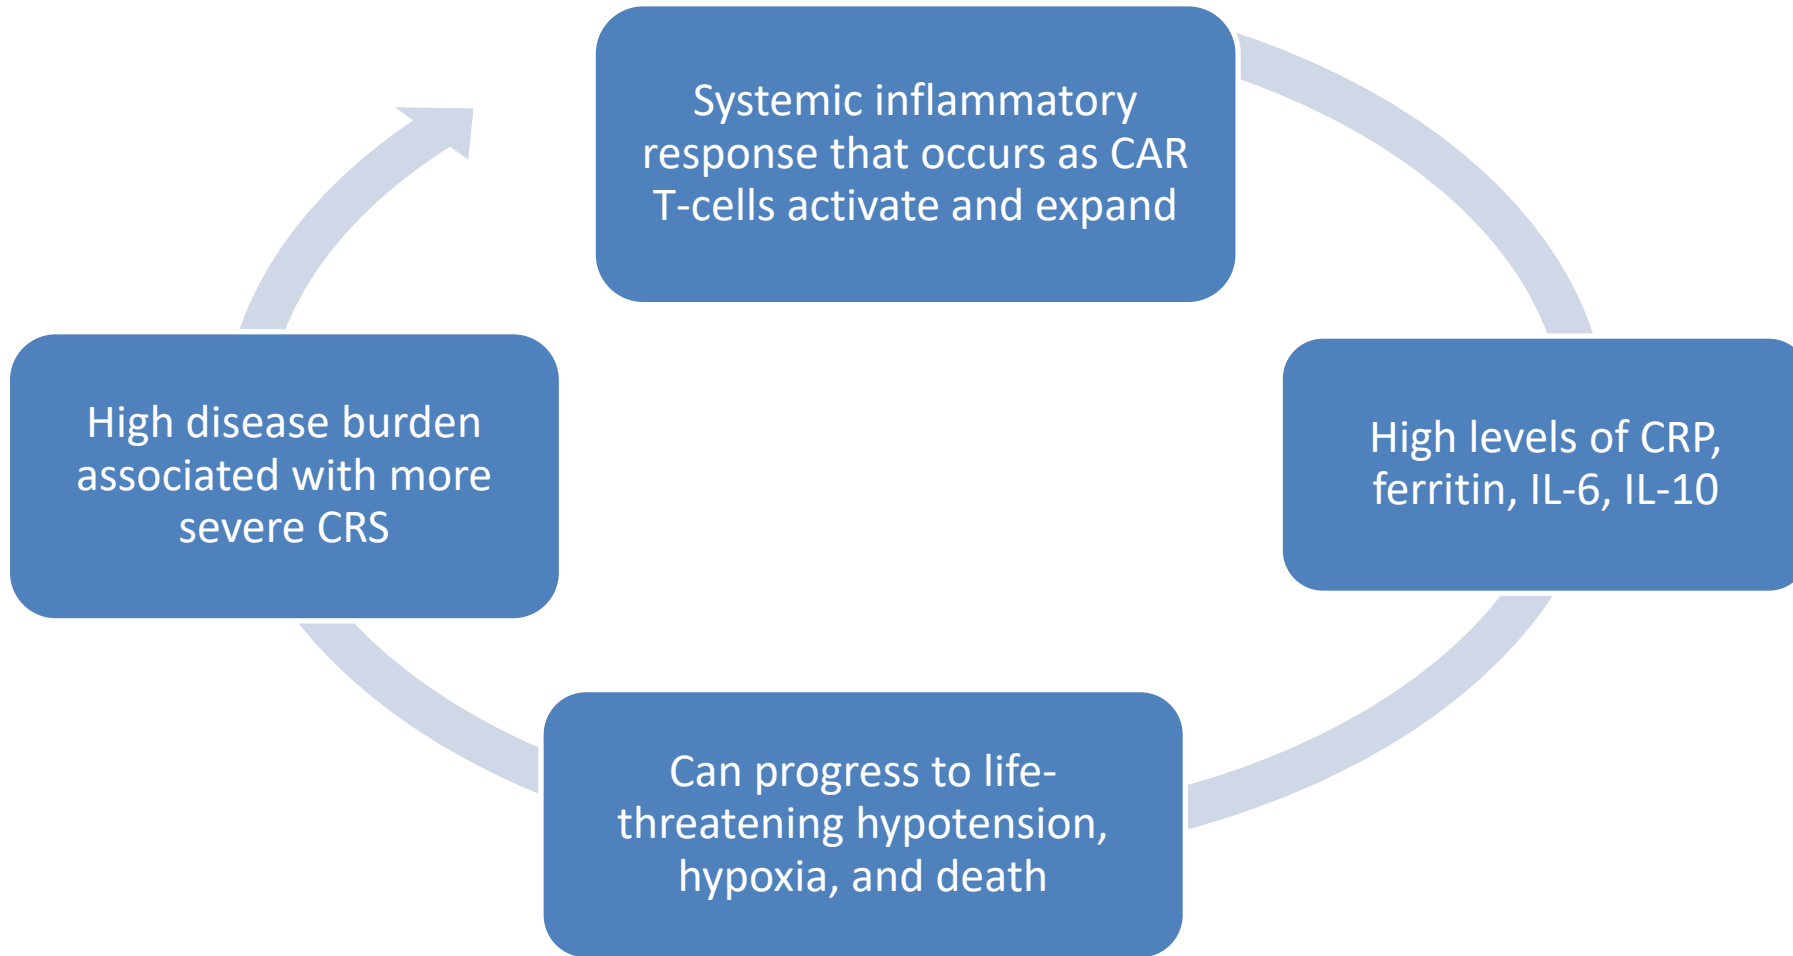 Systemic inflammatory
response that occurs as CAR
T-cells activate and expand
High levels of CRP,
ferritin, IL-6, IL-10
Can progress to life-
threatening hypotension,
hypoxia, and death
High disease burden
associated with more
severe CRS